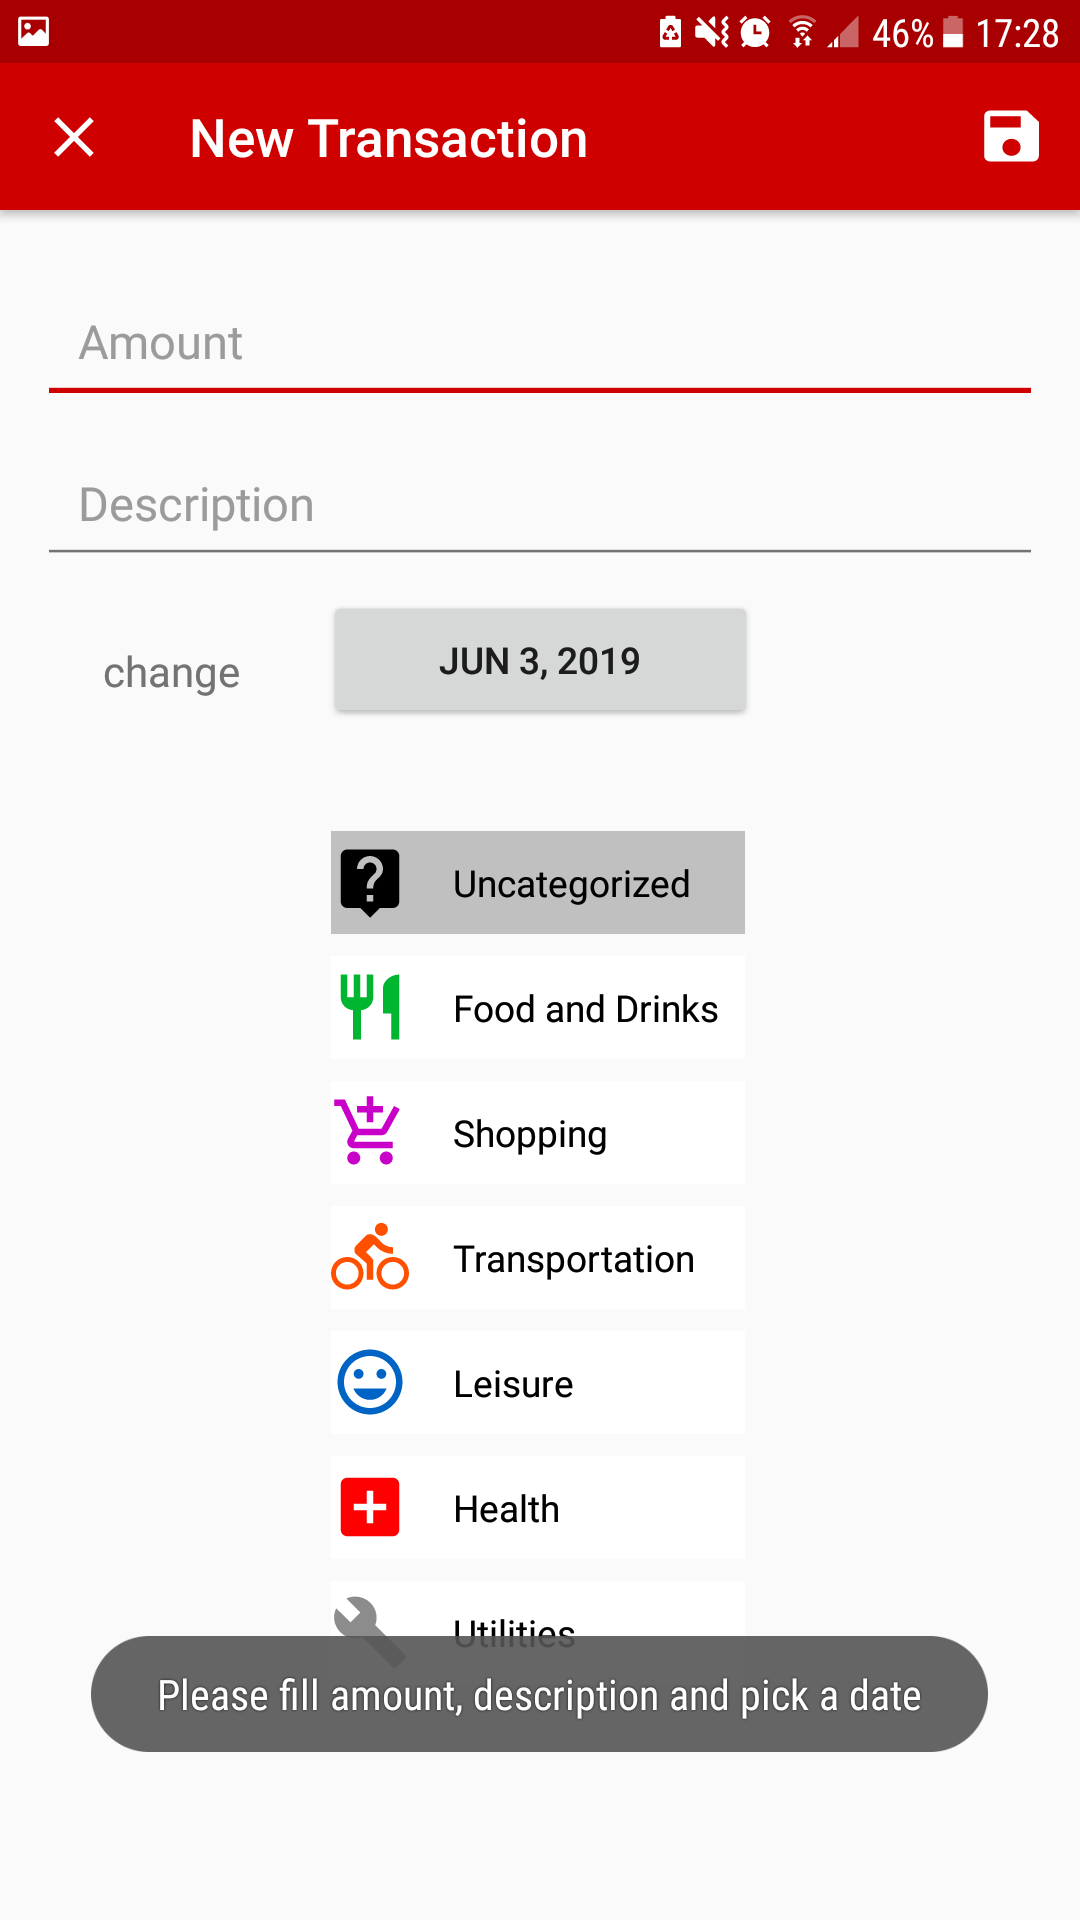 46% 17:28
New Transaction
Amount
Description
change
JUN 3, 2019
Uncategorized
Food and Drinks
Shopping
Transportation
Leisure
Health
Utilities
Please fill amount, description and pick a date